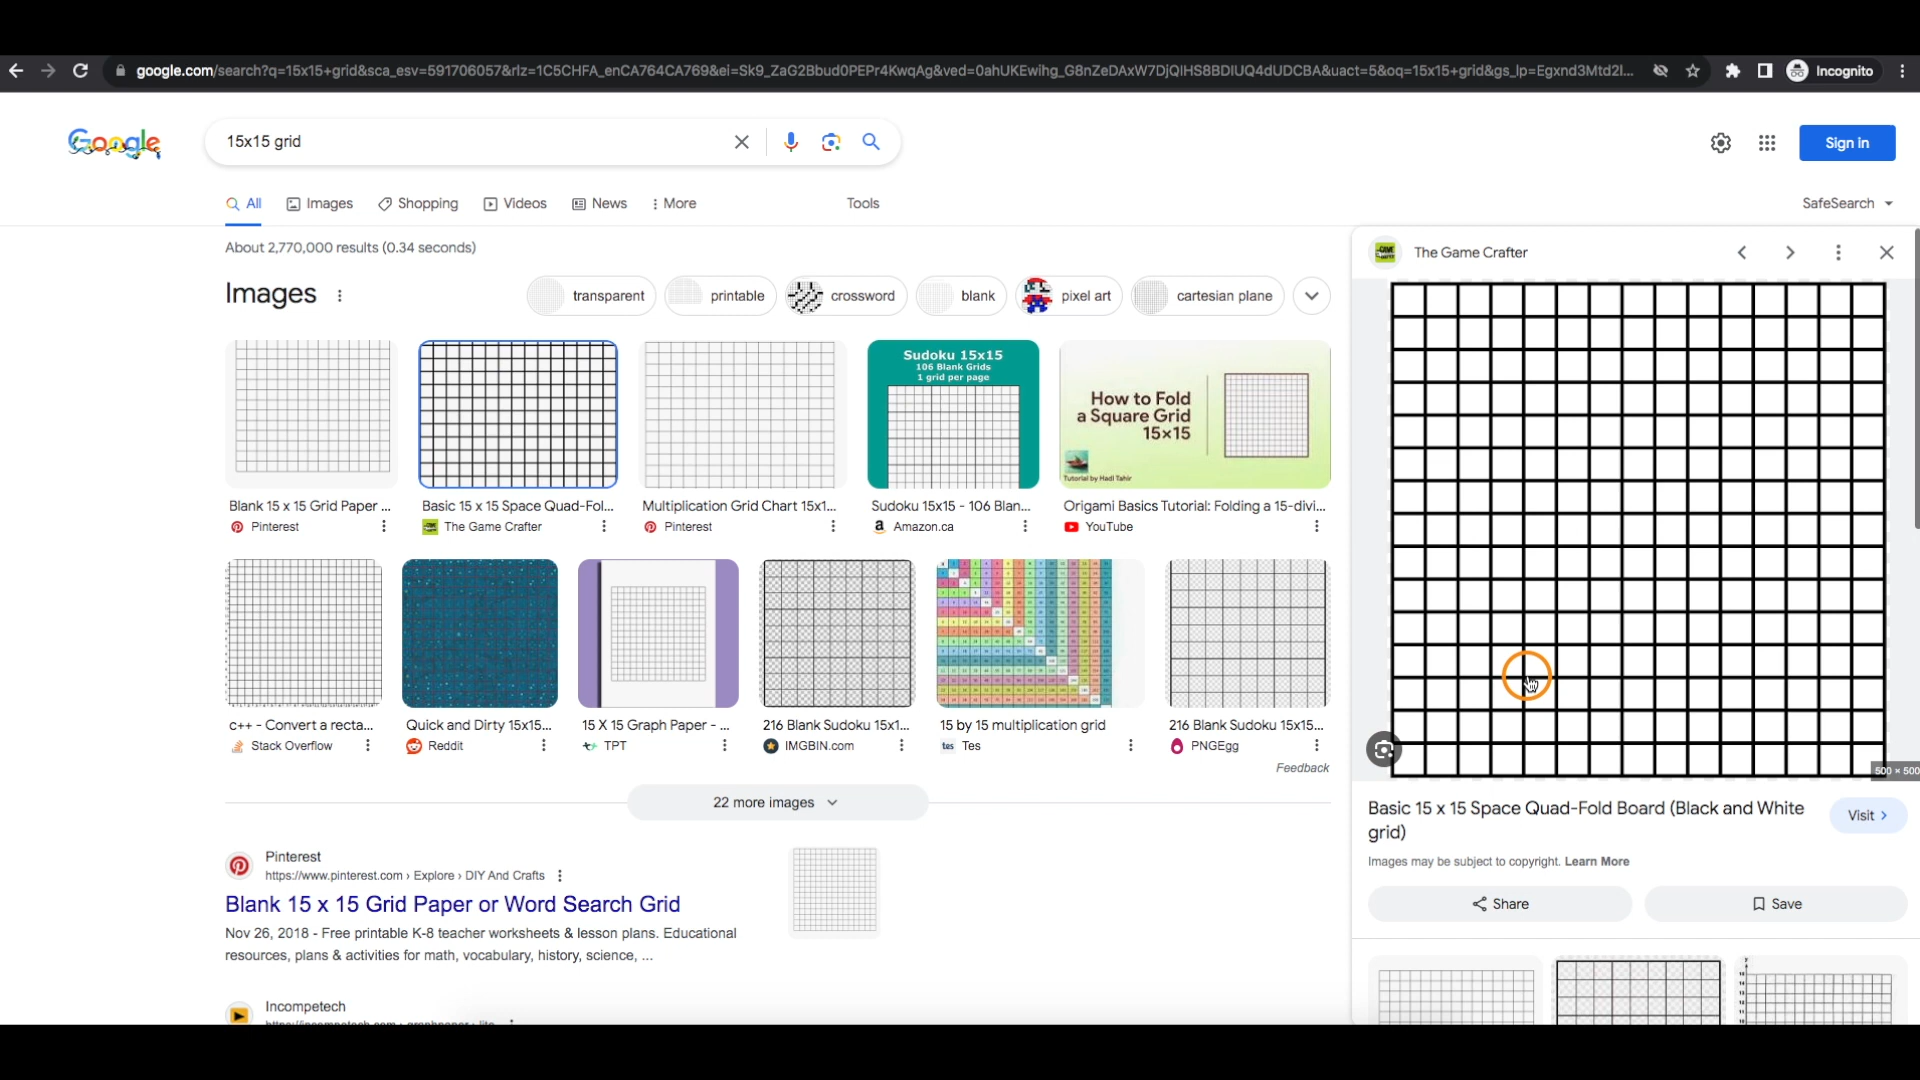 google.com/search?q=15x15+grid&sca_esv=591706057&rlz=1C5CHFA_enCA764CA769&ei=Sk9_ZaG2Bbud0PEPr4KwqAg&ved=0ahUKEwihg_G8nZeDAxW7DjQIHS8BDIUQ4dUDCBA&uact=5&oq=15x15+grid&gs_lp=Egxnd3Mtd2l...
Incognito
Google
15x15 grid
Sign in
All
Images
Shopping
Videos
News
More
Tools
SafeSearch
About 2,770,000 results (0.34 seconds)
Images
transparent
printable
crossword
blank
pixel art
cartesian plane
Sudoku 15x15
106 Blank Grids
1 grid per page
How to Fold
a Square Grid
15×15
Tutorial by Hadi Tahir
Blank 15 x 15 Grid Paper ...
Pinterest
Basic 15 x 15 Space Quad-Fol...
The Game Crafter
Multiplication Grid Chart 15x1...
Pinterest
Sudoku 15x15 - 106 Blan...
Amazon.ca
Origami Basics Tutorial: Folding a 15-divi...
YouTube
c++ - Convert a recta...
Stack Overflow
Quick and Dirty 15x15...
Reddit
15 X 15 Graph Paper - ...
TPT
216 Blank Sudoku 15x1...
IMGBIN.com
15 by 15 multiplication grid
tes Tes
216 Blank Sudoku 15x15...
PNGEgg
Feedback
22 more images
Pinterest
https://www.pinterest.com › Explore › DIY And Crafts
Blank 15 x 15 Grid Paper or Word Search Grid
Nov 26, 2018 - Free printable K-8 teacher worksheets & lesson plans. Educational
resources, plans & activities for math, vocabulary, history, science, ...
Incompetech
The Game Crafter
500 × 500
Basic 15 x 15 Space Quad-Fold Board (Black and White
grid)
Visit
Images may be subject to copyright. Learn More
Share
Save